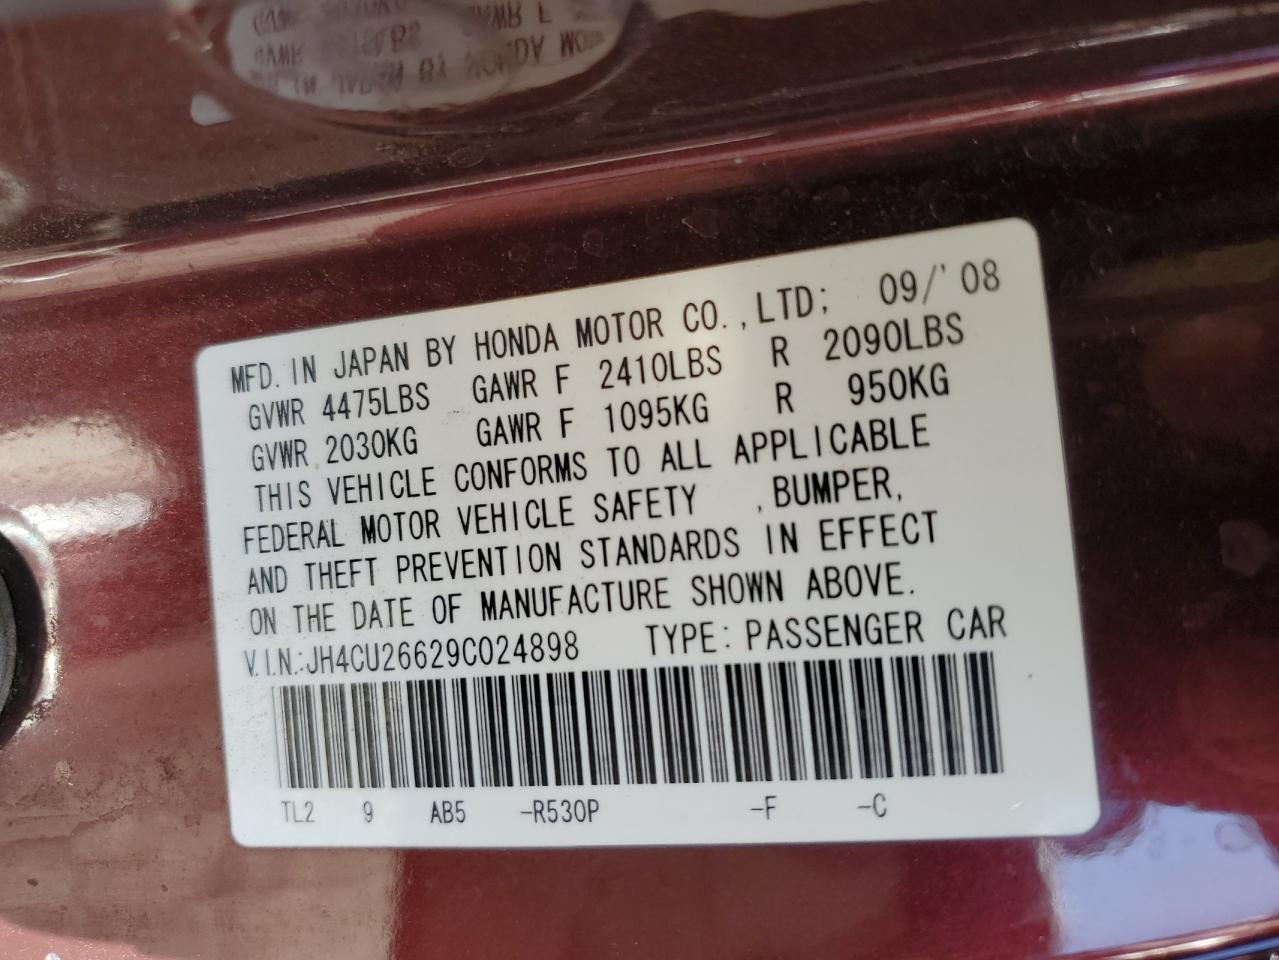 MFD. IN JAPAN BY HONDA MOTOR CO. , LTD; 09/' 08
GVWR 4475LBS GAWR F 2410LBS R 2090LBS
GVWR 2030KG GAWR F 1095KG R 950KG
THIS VEHICLE CONFORMS TO ALL APPLICABLE
FEDERAL MOTOR VEHICLE SAFETY , BUMPER,
AND THEFT PREVENTION STANDARDS IN EFFECT
ON THE DATE OF MANUFACTURE SHOWN ABOVE.
V.I.N.:JH4CU26629C024898 TYPE: PASSENGER CAR
TL2 9 AB5 -R530P -F -C